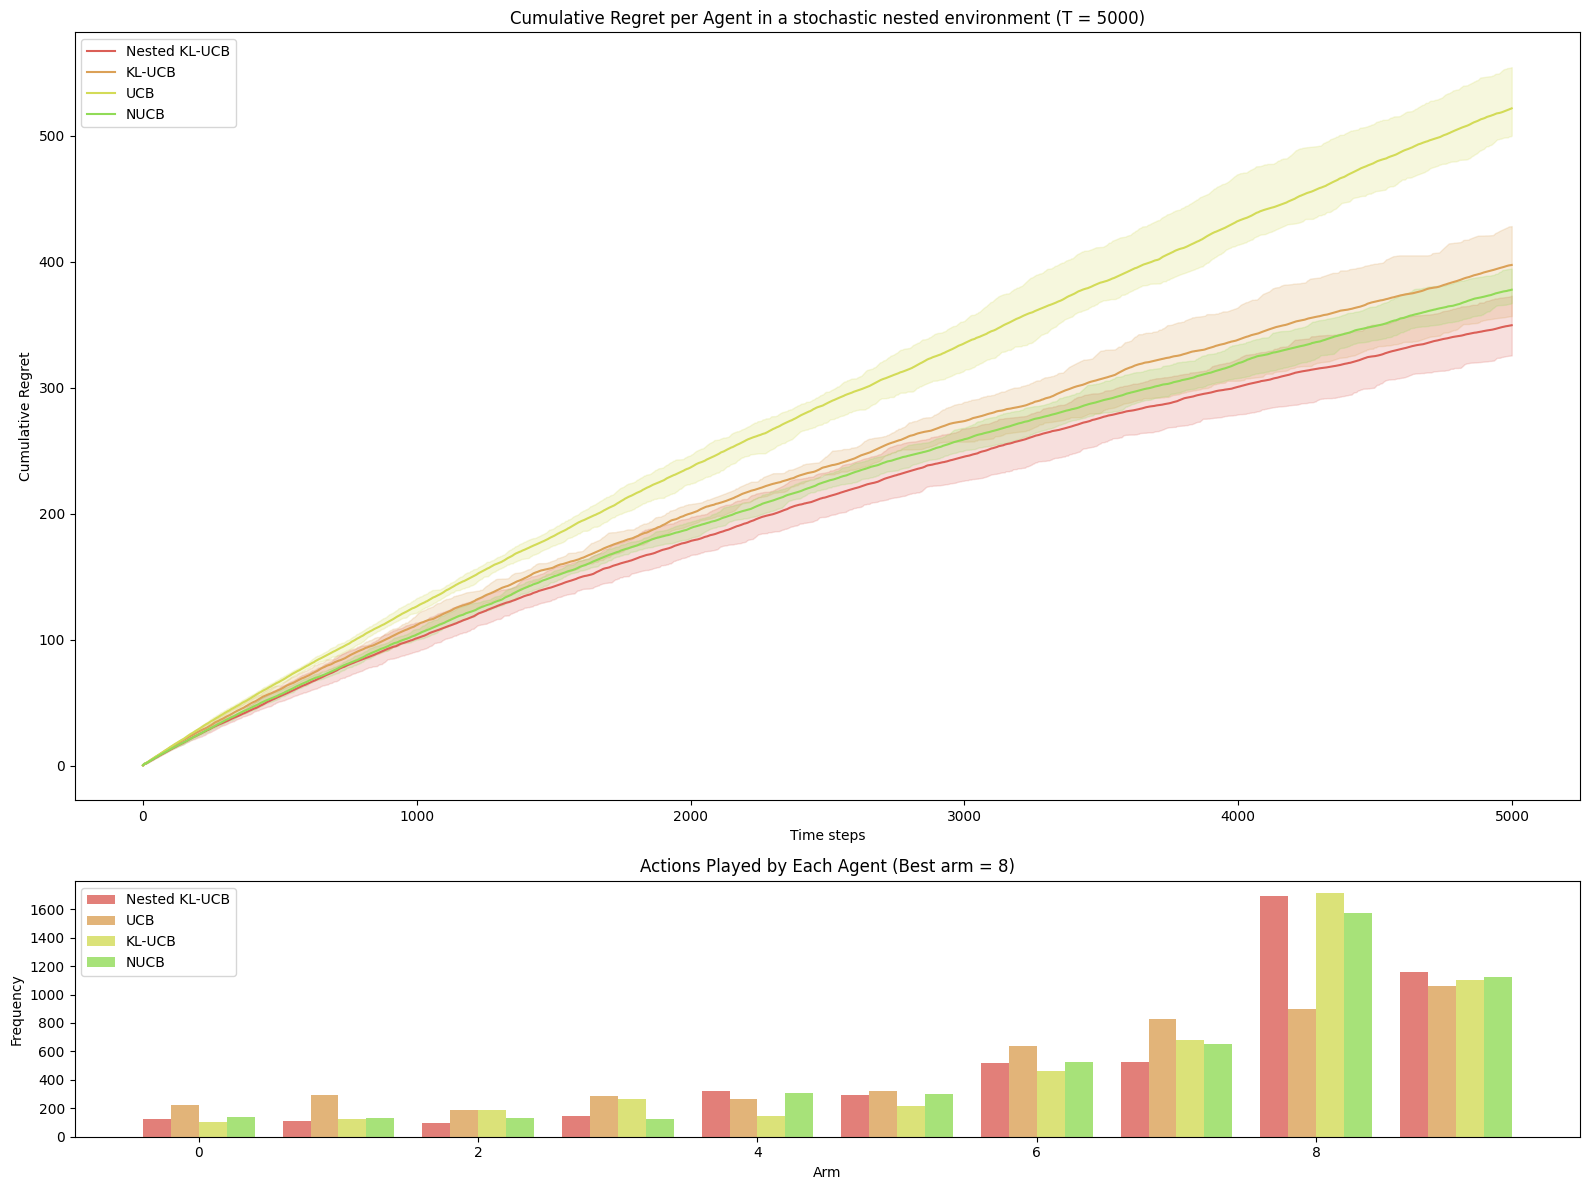 Cumulative Regret per Agent in a stochastic nested environment (T = 5000)
Nested KL-UCB
KL-UCB
UCB
NUCB
500
400
300
200
100
0
Cumulative Regret
0 1000 2000 3000 4000 5000
Time steps
Actions Played by Each Agent (Best arm = 8)
Nested KL-UCB
UCB
KL-UCB
NUCB
1600
1400
1200
1000
800
600
400
200
0
Frequency
0 2 4 6 8
Arm